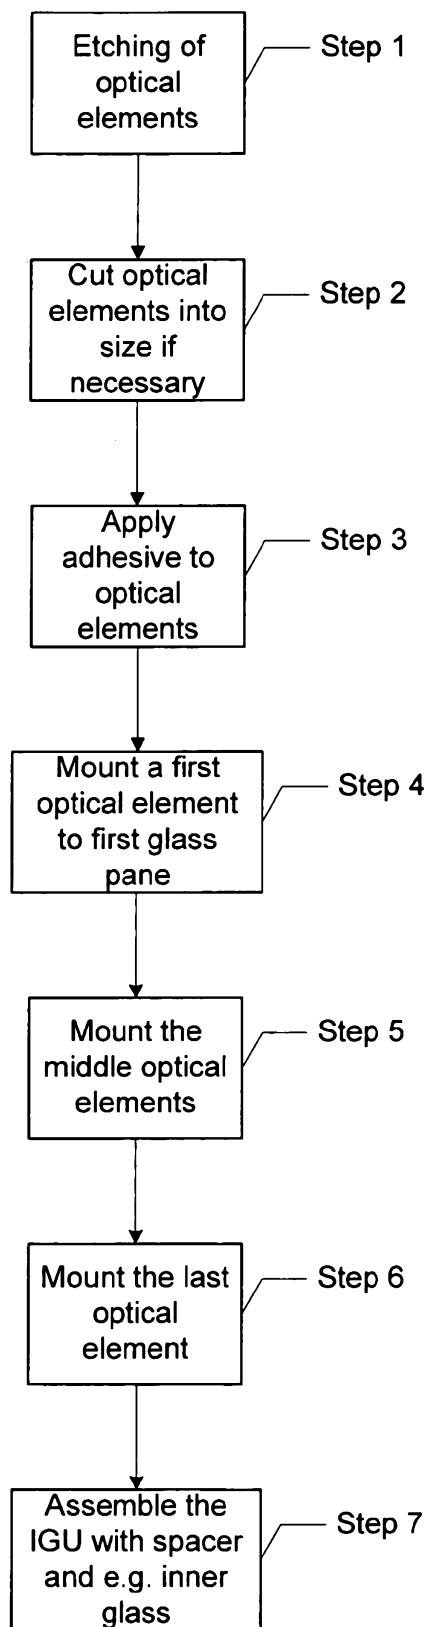 Etching of
optical
elements
Step 1
Cut optical
elements into
size if
necessary
Step 2
Apply
adhesive to
optical
elements
Step 3
Mount a first
optical element
to first glass
pane
Step 4
Mount the
middle optical
elements
Step 5
Mount the last
optical
element
Step 6
Assemble the
IGU with spacer
and e.g. inner
glass
Step 7